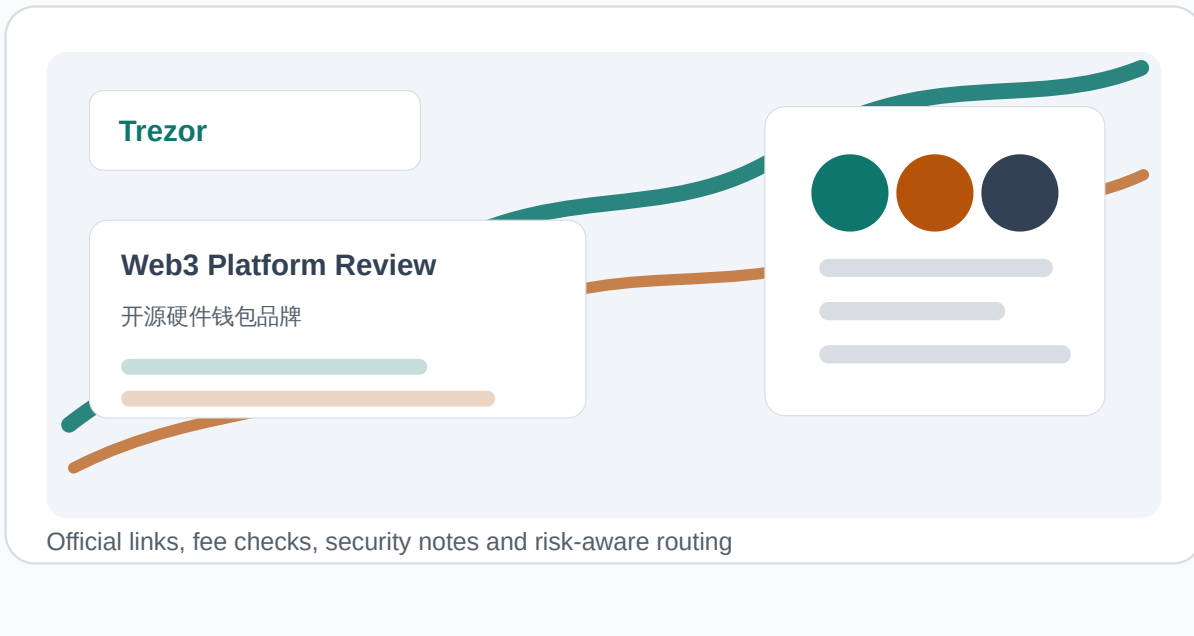 Trezor
Web3 Platform Review
开源硬件钱包品牌
Official links, fee checks, security notes and risk-aware routing